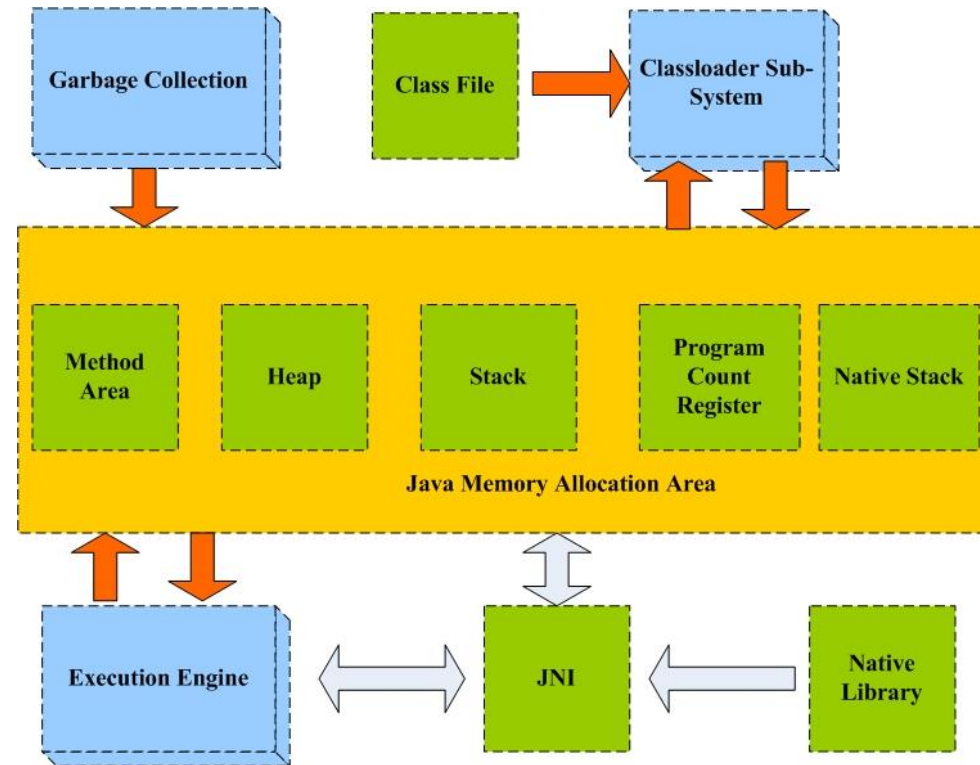 Garbage Collection
Class File
Classloader Sub-
System
Method
Area
Heap
Stack
Program
Count
Register
Native Stack
Java Memory Allocation Area
Execution Engine
JNI
Native
Library